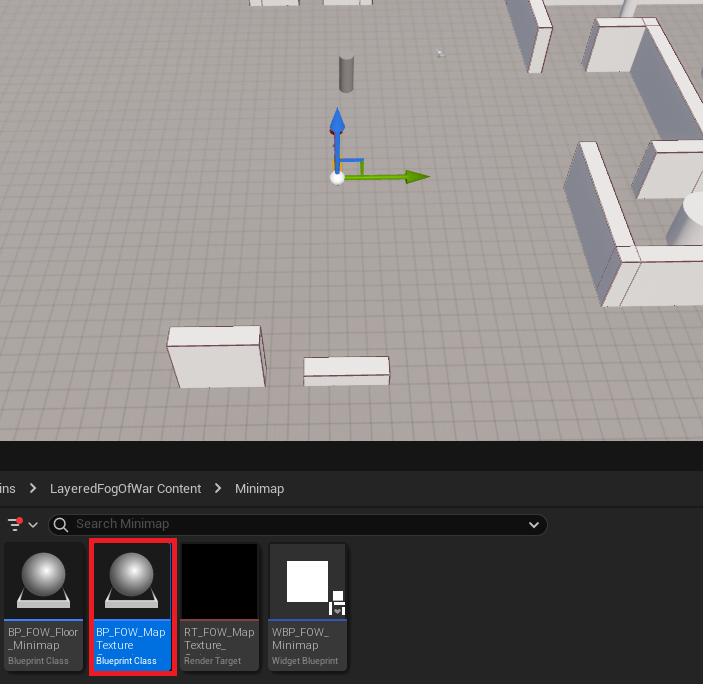 ins > LayeredFogOfWar Content > Minimap
Search Minimap
BP_FOW_Floor
_Minimap
Blueprint Class
BP_FOW_Map
Texture
Blueprint Class
RT_FOW_Map
Texture_
Render Target
WBP_FOW_
Minimap
Widget Blueprint